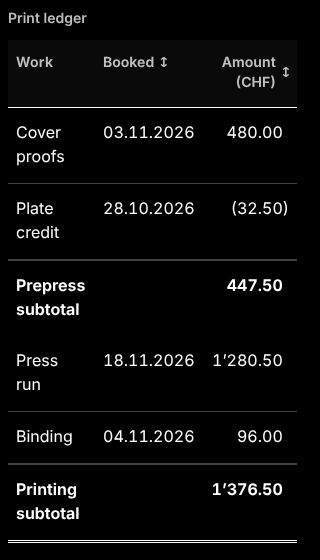 Print ledger
Work Booked ↕ Amount (CHF) ↕
Cover proofs 03.11.2026 480.00
Plate credit 28.10.2026 (32.50)
Prepress subtotal 447.50
Press run 18.11.2026 1’280.50
Binding 04.11.2026 96.00
Printing subtotal 1’376.50